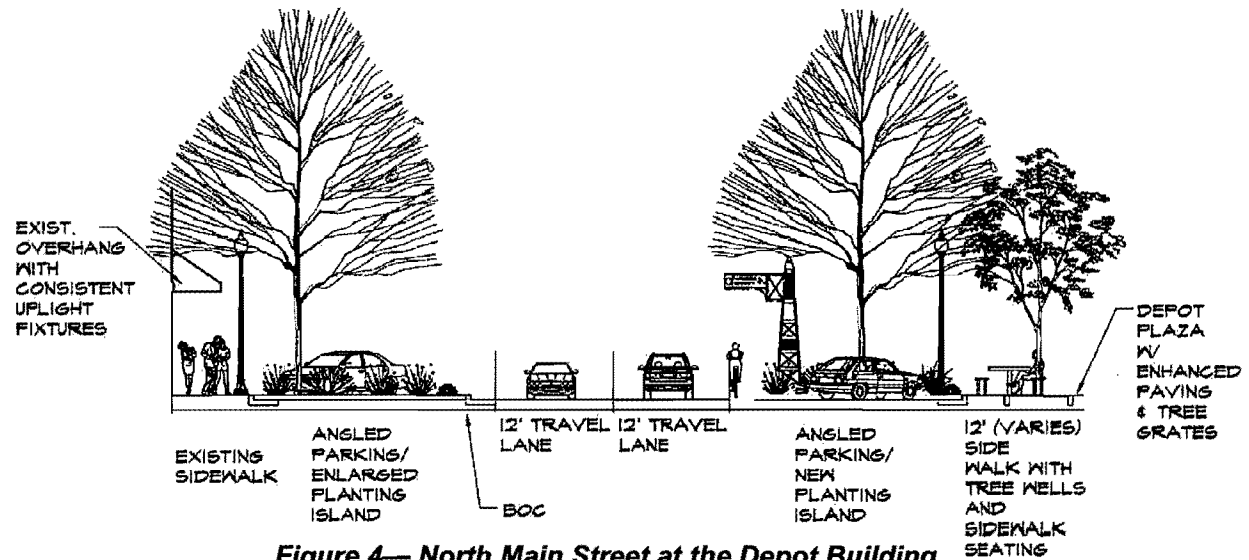 EXIST.
OVERHANG
WITH
CONSISTENT
UPLIGHT
FIXTURES
DEPOT
PLAZA
W/
ENHANCED
PAVING
& TREE
GRATES
EXISTING
SIDEWALK
ANGLED
PARKING/
ENLARGED
PLANTING
ISLAND
BOC
12' TRAVEL
LANE
12' TRAVEL
LANE
ANGLED
PARKING/
NEW
PLANTING
ISLAND
12' (VARIES)
SIDE
WALK WITH
TREE WELLS
AND
SIDEWALK
SEATING
Figure 4— North Main Street at the Depot Building